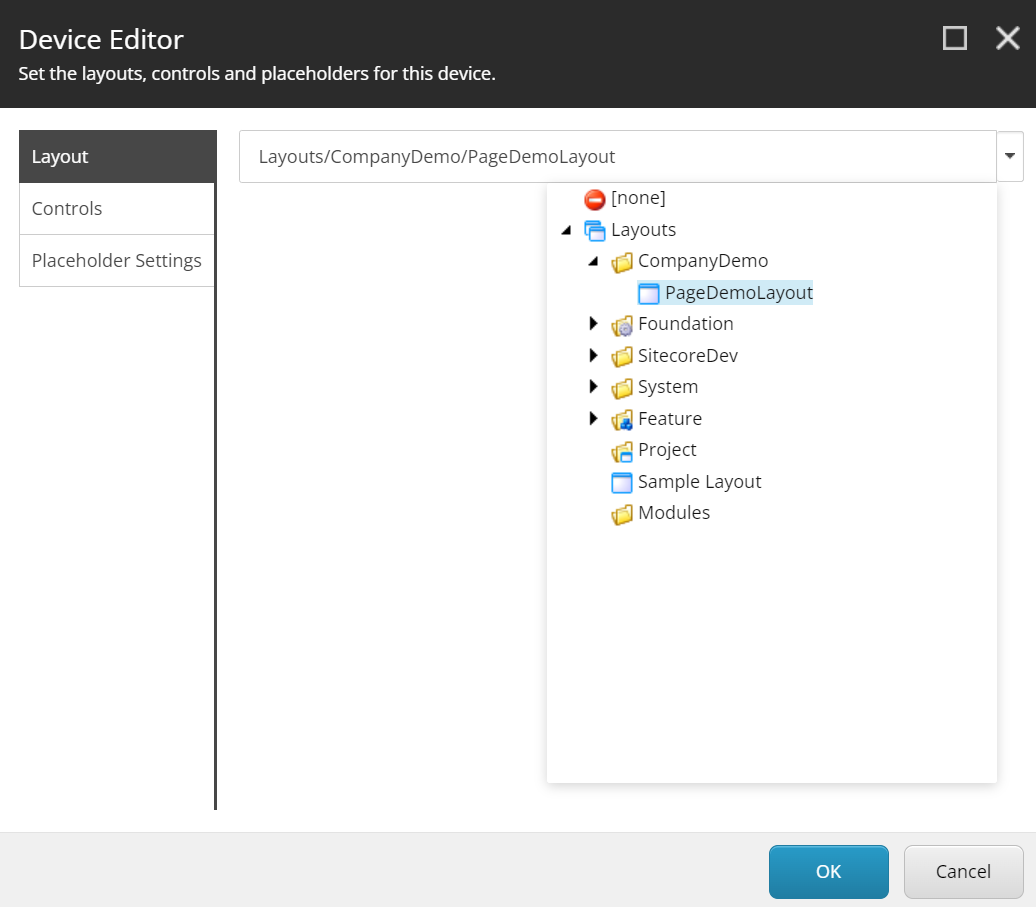 Device Editor
Set the layouts, controls and placeholders for this device.
Layout
Controls
Placeholder Settings
Layouts/CompanyDemo/PageDemoLayout
[none]
Layouts
CompanyDemo
PageDemoLayout
Foundation
SitecoreDev
System
Feature
Project
Sample Layout
Modules
OK
Cancel